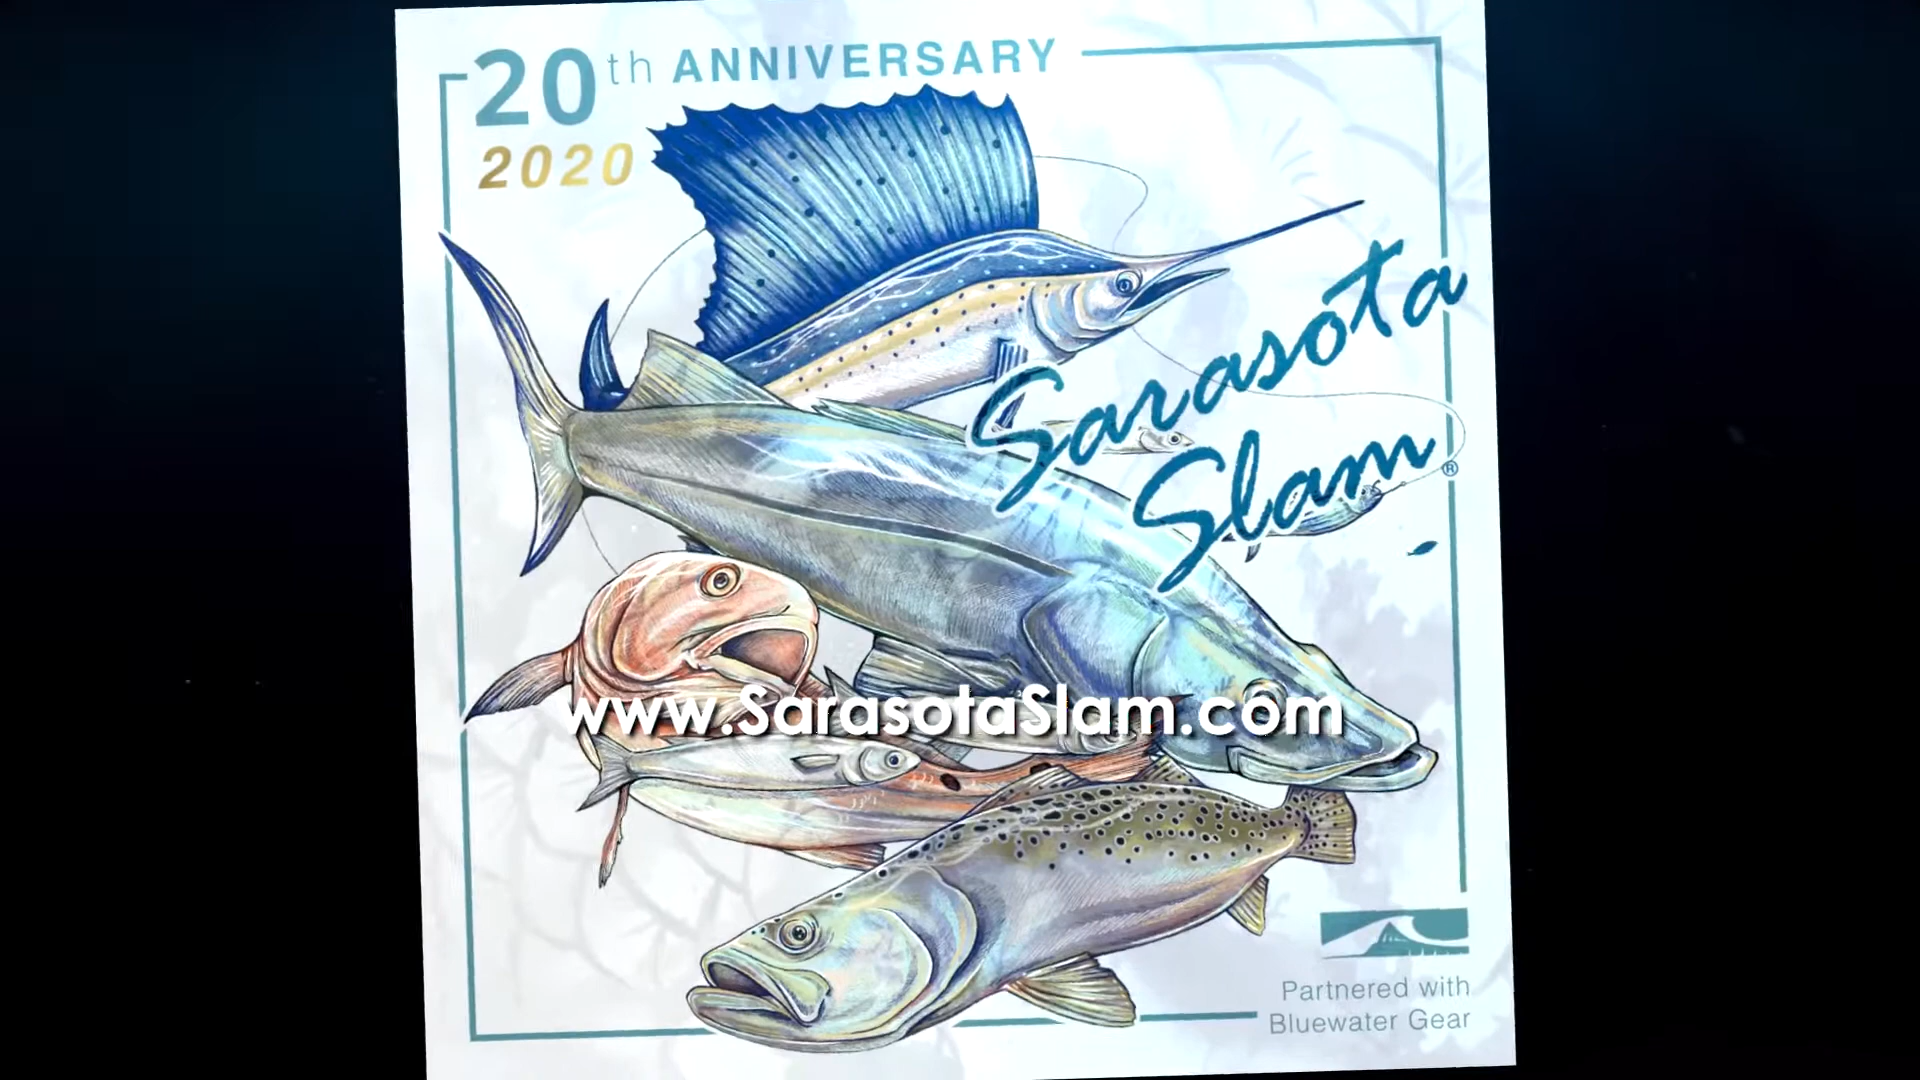 20th ANNIVERSARY
2020
Sarasota
Slam®
www.SarasotaSlam.com
Partnered with
Bluewater Gear